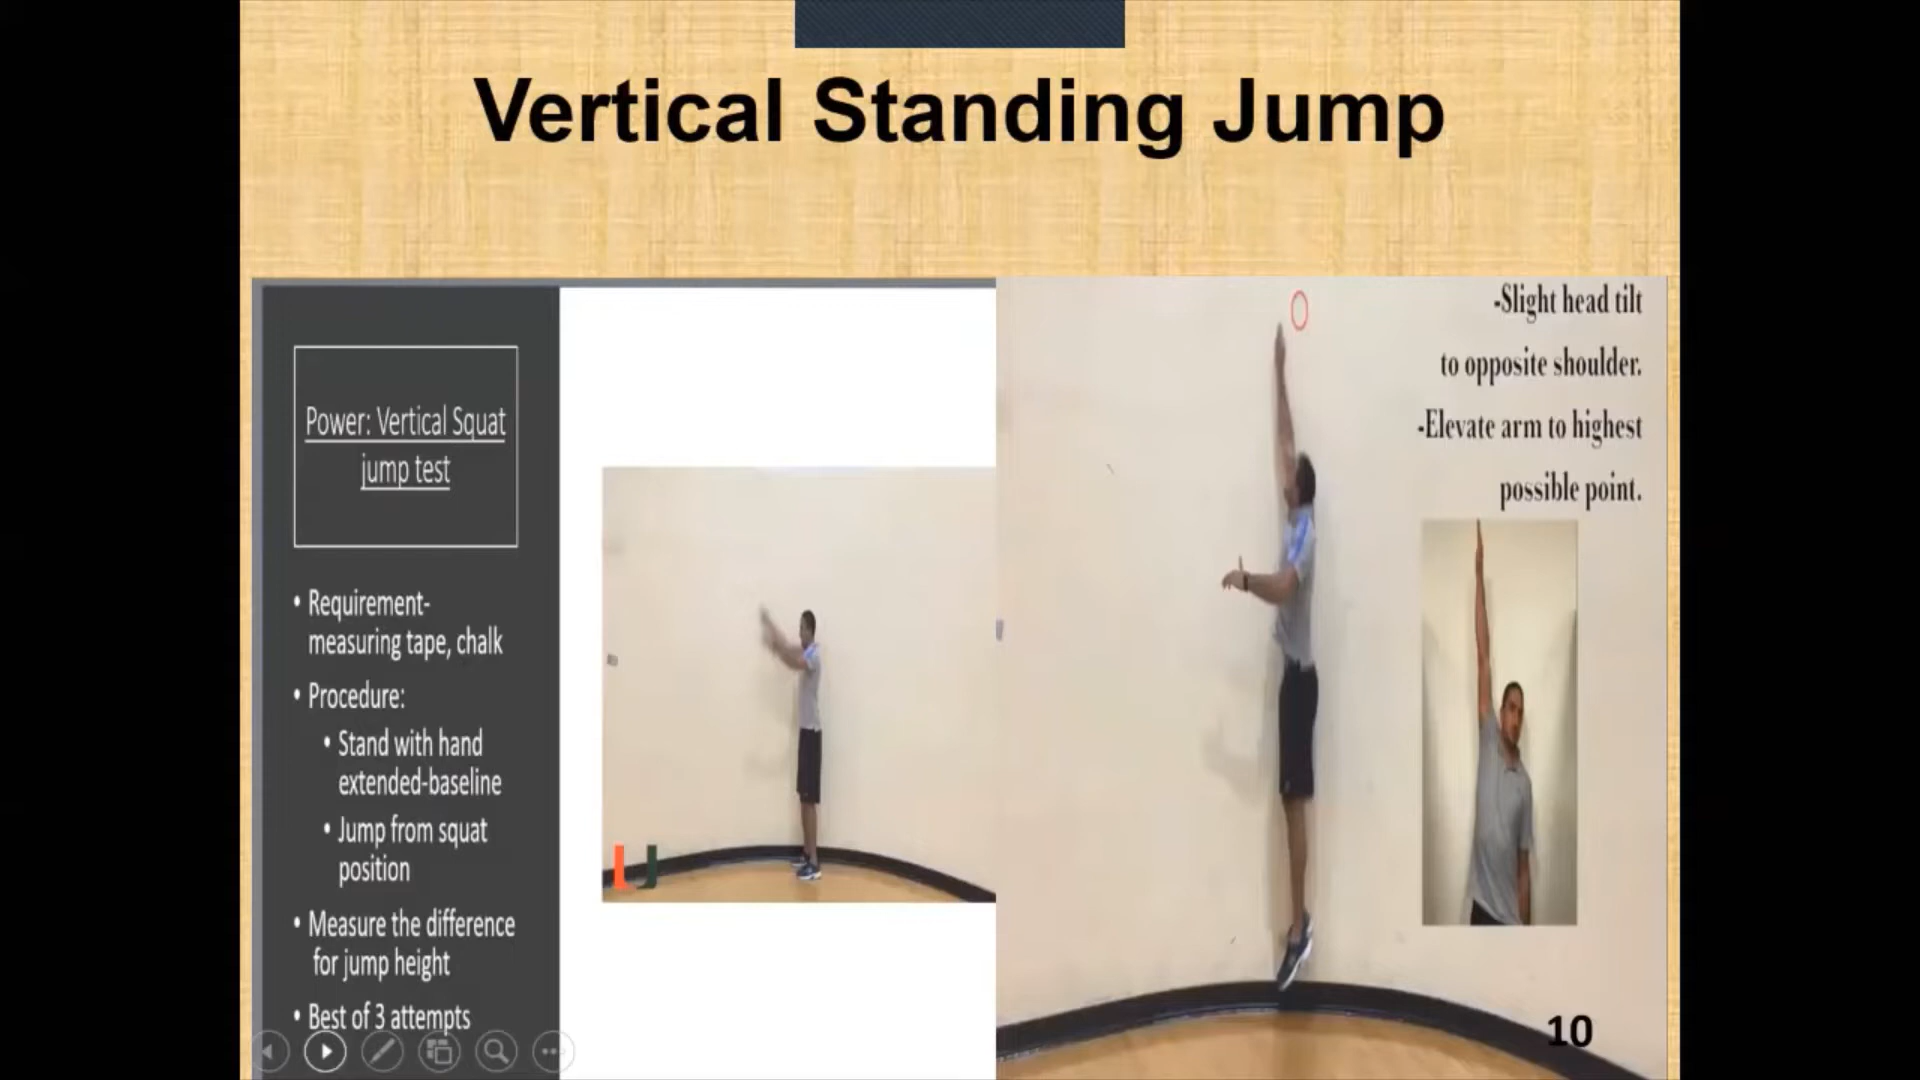 Vertical Standing Jump
Power: Vertical Squat
jump test
• Requirement-
measuring tape, chalk
• Procedure:
• Stand with hand
extended-baseline
• Jump from squat
position
• Measure the difference
for jump height
• Best of 3 attempts
-Slight head tilt
to opposite shoulder.
-Elevate arm to highest
possible point.
10